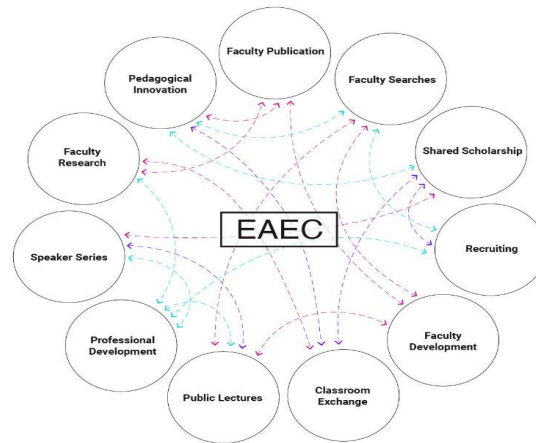 Faculty Publication
Pedagogical
Innovation
Faculty Searches
Faculty
Research
Shared Scholarship
EAEC
Speaker Series
Recruiting
Professional
Development
Faculty
Development
Public Lectures
Classroom
Exchange